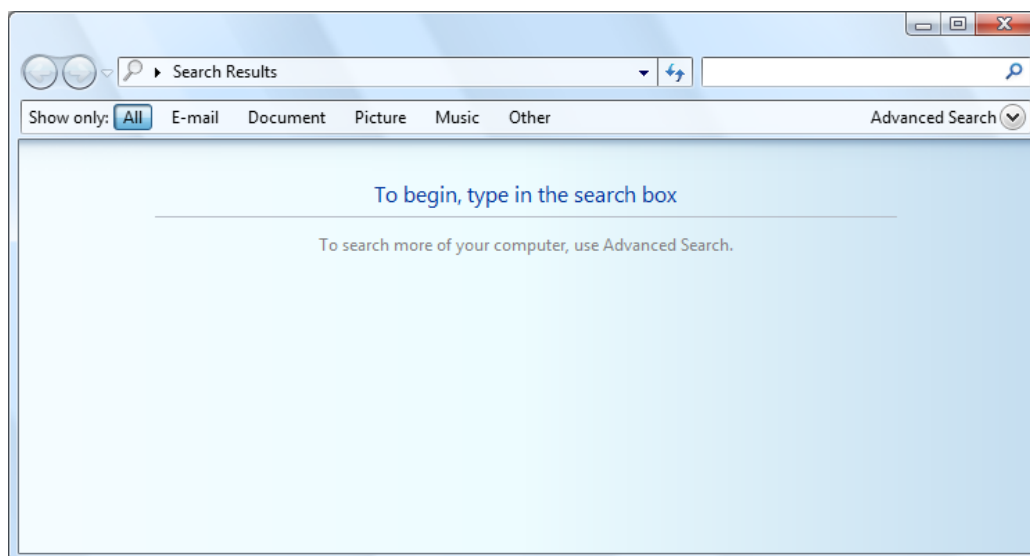 Search Results
Show only: All E-mail Document Picture Music Other Advanced Search
To begin, type in the search box
To search more of your computer, use Advanced Search.